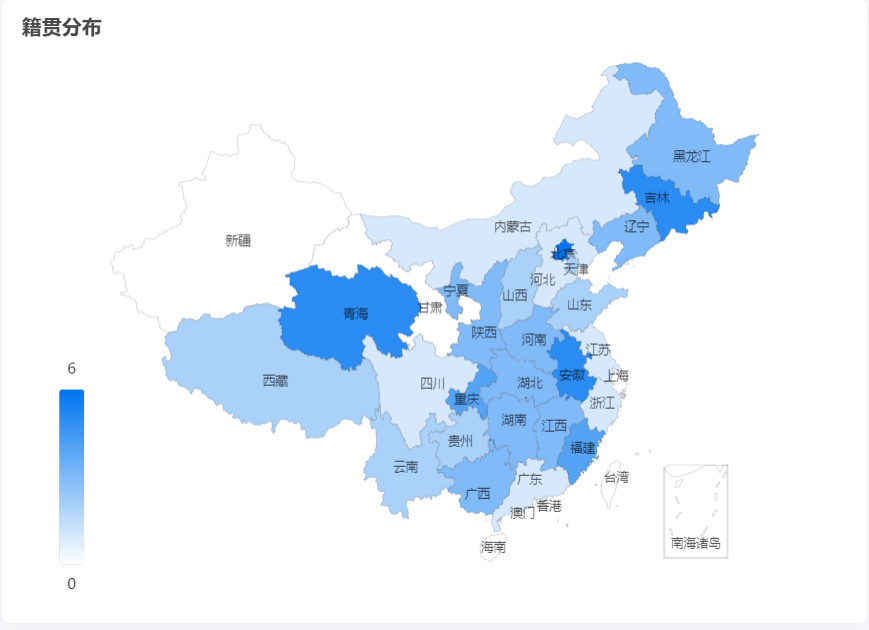 籍贯分布
黑龙江
吉林
内蒙古
辽宁
新疆
北京
天津
河北
宁夏
山西
山东
甘肃
青海
陕西
河南
江苏
6
西藏
四川
湖北
安徽
上海
重庆
浙江
湖南
江西
贵州
福建
云南
广东
台湾
广西
香港
澳门
南海诸岛
海南
0